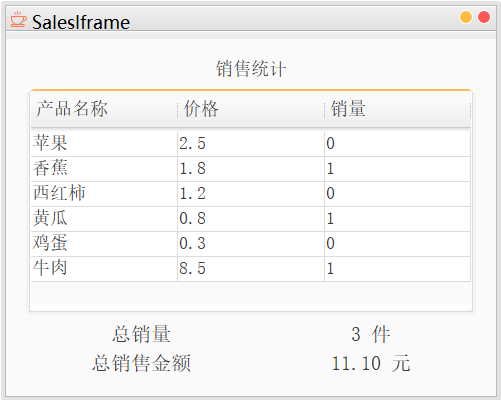 SalesIframe
销售统计
产品名称 价格 销量
苹果 2.5 0
香蕉 1.8 1
西红柿 1.2 0
黄瓜 0.8 1
鸡蛋 0.3 0
牛肉 8.5 1
总销量 3 件
总销售金额 11.10 元